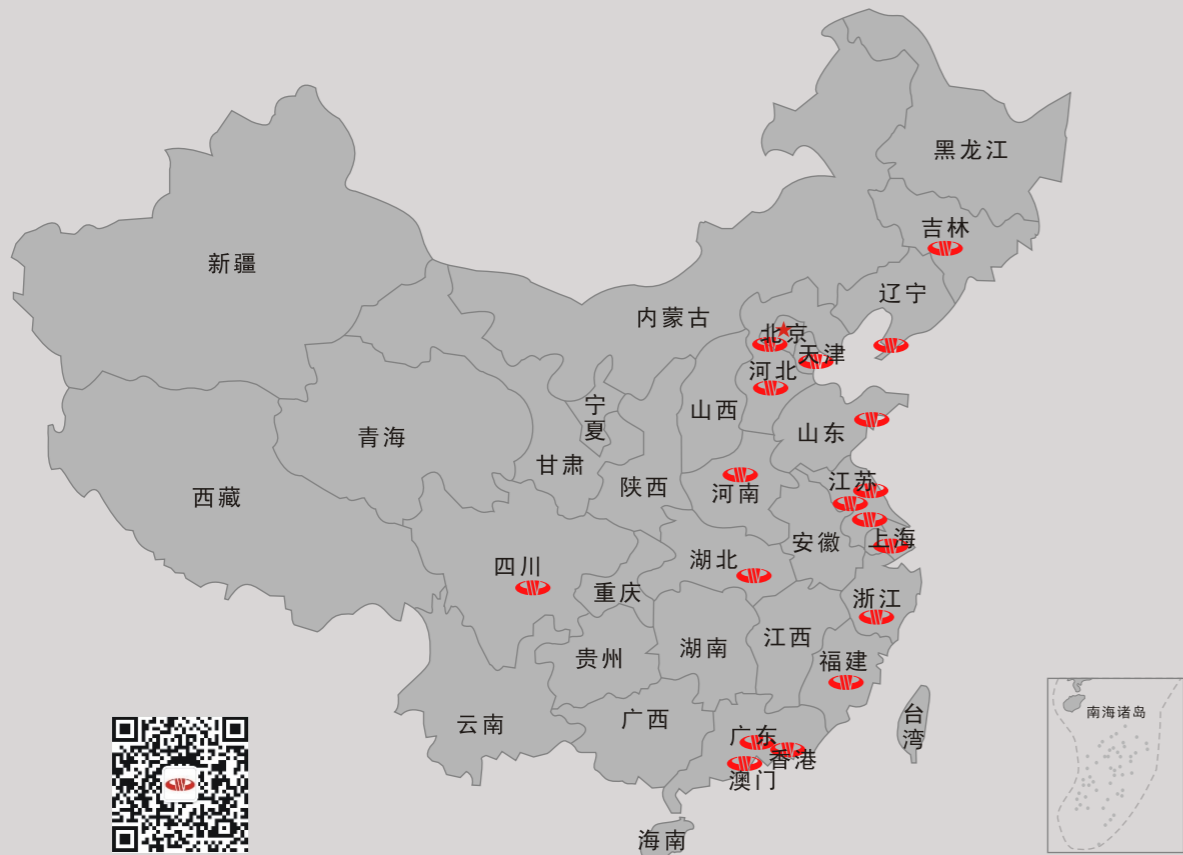 黑龙江
吉林
新疆
辽宁
内蒙古
北京
天津
河北
宁夏
山西
青海
山东
甘肃
陕西
江苏
西藏
河南
上海
安徽
湖北
四川
重庆
浙江
江西
湖南
福建
贵州
南海诸岛
台湾
广西
云南
广东
香港
澳门
海南